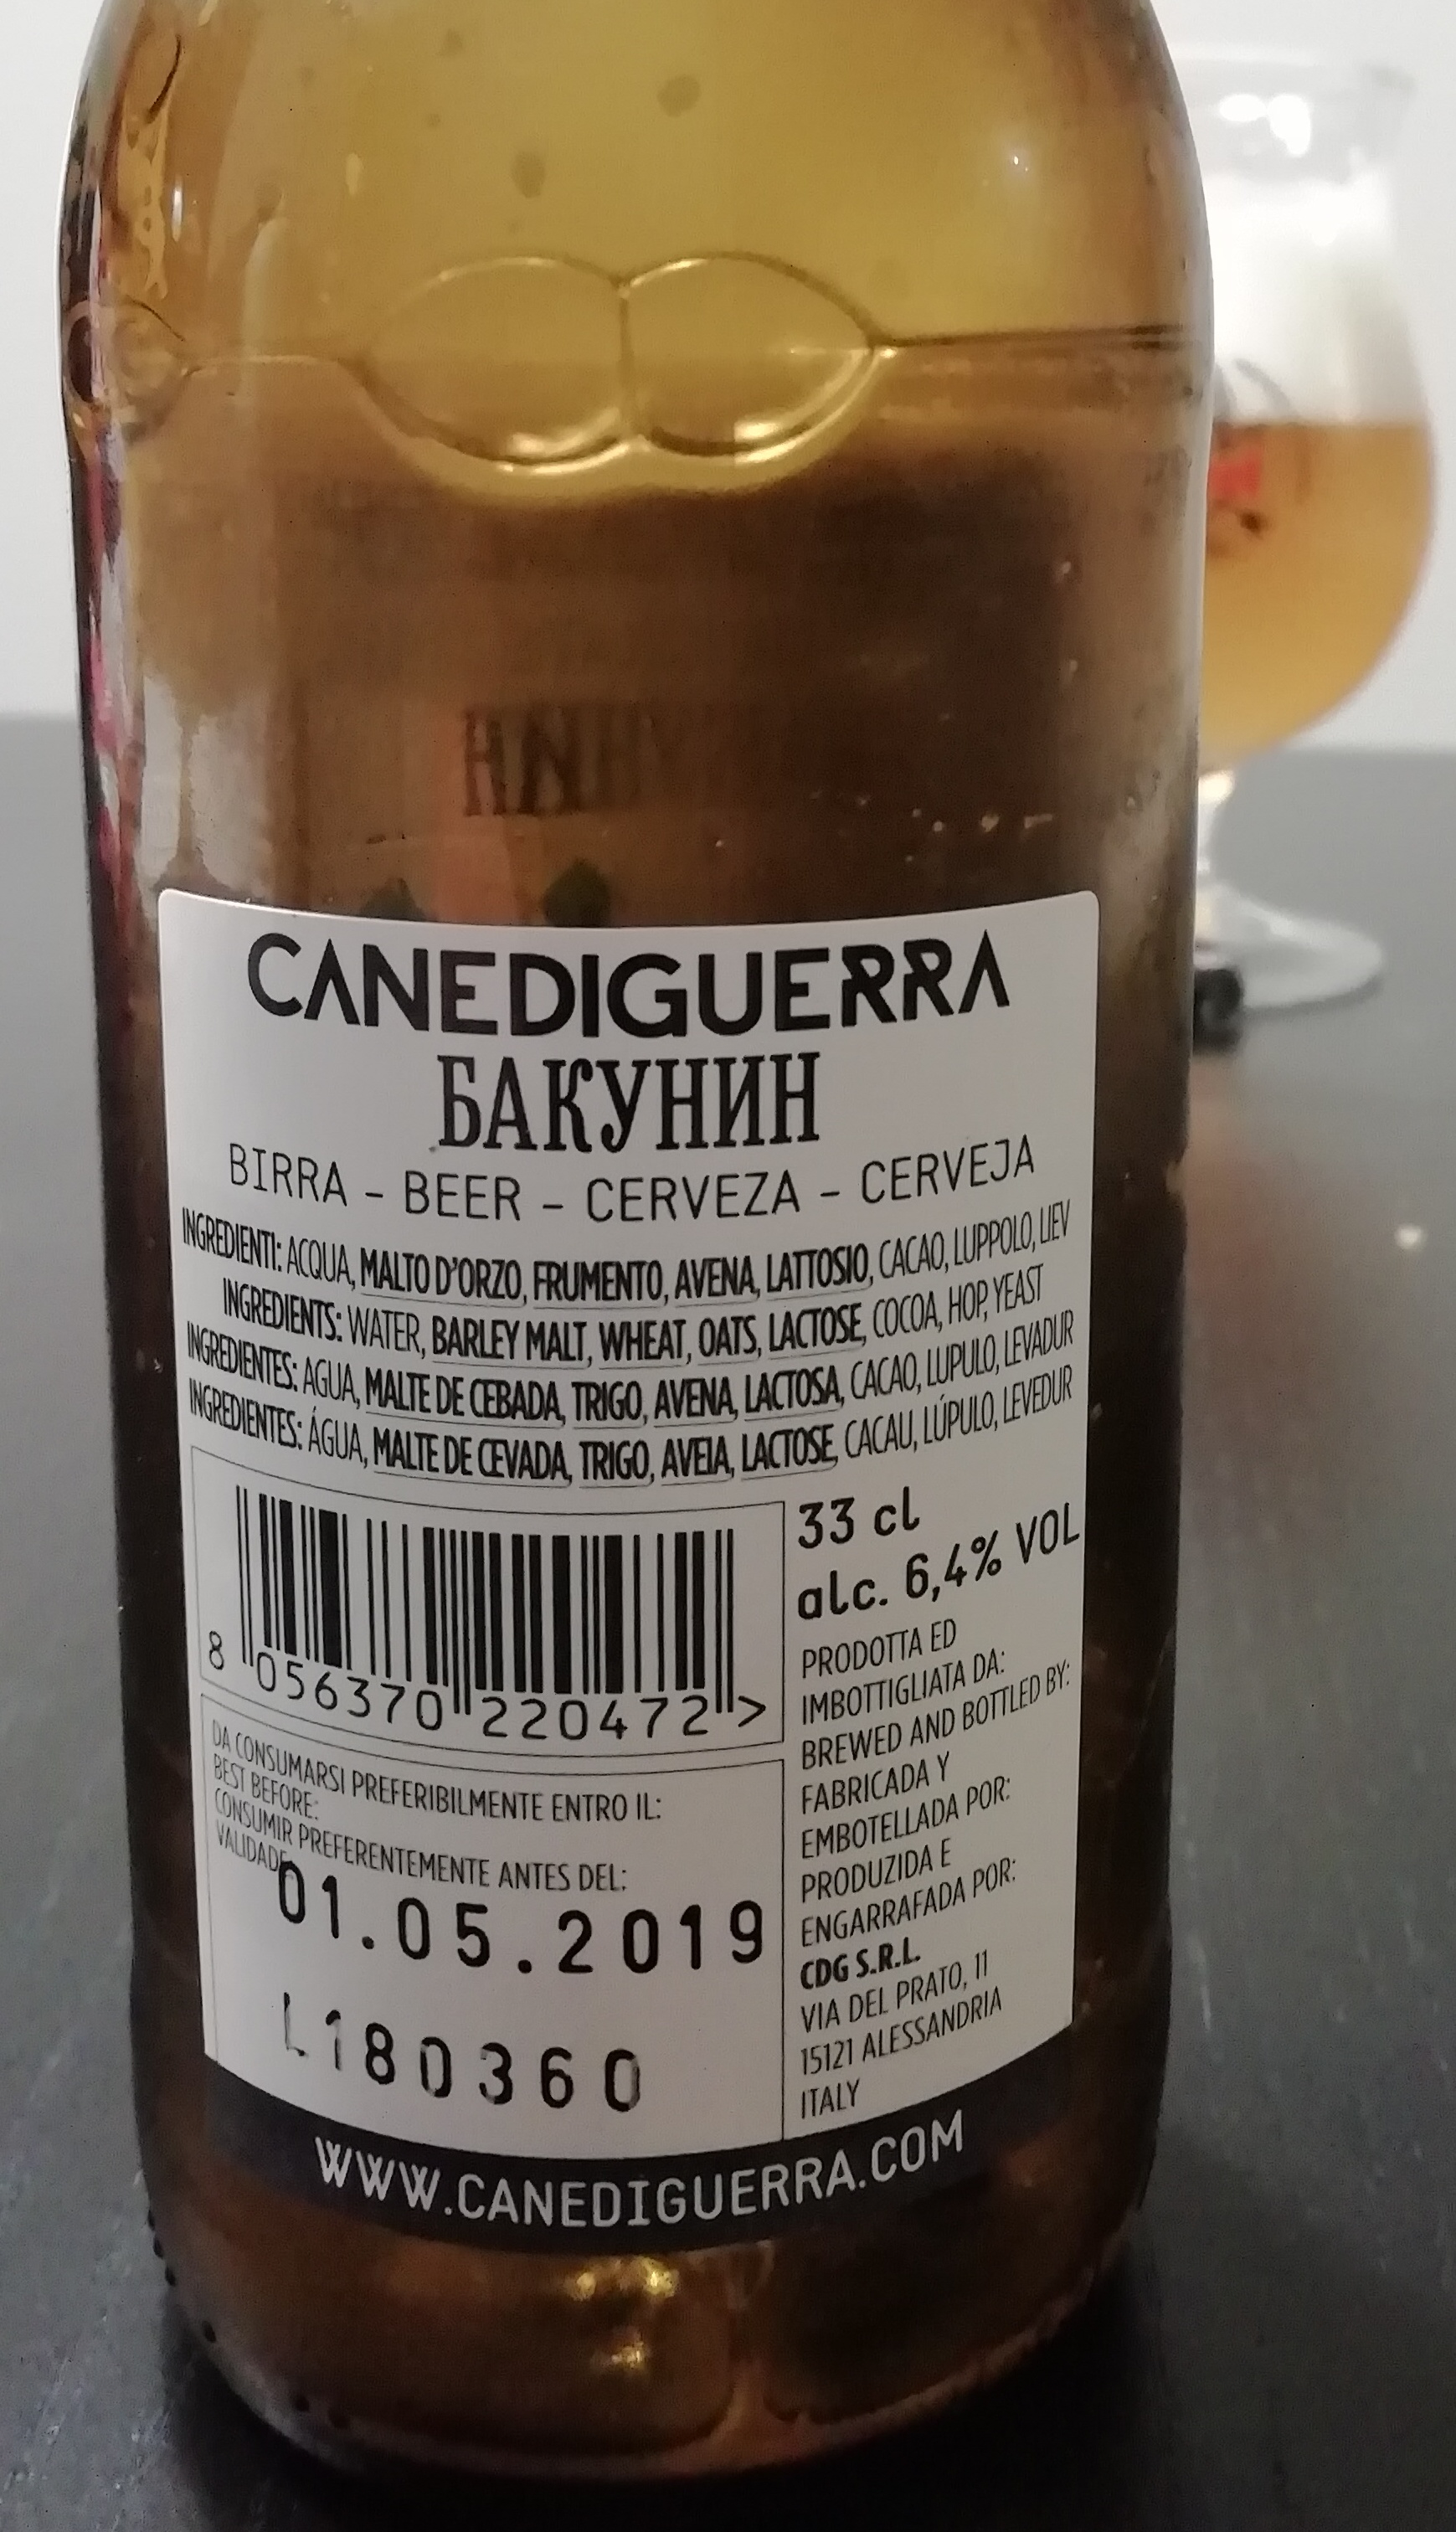 CANEDIGUERRA
БАКУНИН
BIRRA - BEER - CERVEZA - CERVEJA
INGREDIENTI: ACQUA, MALTO D'ORZO, FRUMENTO, AVENA, LATTOSIO, CACAO, LUPPOLO, LIEV
INGREDIENTS: WATER, BARLEY MALT, WHEAT, OATS, LACTOSE, COCOA, HOP, YEAST
INGREDIENTES: AGUA, MALTE DE CEBADA, TRIGO, AVENA, LACTOSA, CACAO, LUPULO, LEVADUR
INGREDIENTES: ÁGUA, MALTE DE CEVADA, TRIGO, AVEIA, LACTOSE, CACAU, LÚPULO, LEVEDUR
8 056370 220472 >
DA CONSUMARSI PREFERIBILMENTE ENTRO IL:
BEST BEFORE:
CONSUMIR PREFERENTEMENTE ANTES DEL:
VALIDADE:
01.05.2019
L180360
33 cl
alc. 6,4% VOL
PRODOTTA ED
IMBOTTIGLIATA DA:
BREWED AND BOTTLED BY:
FABRICADA Y
EMBOTELLADA POR:
PRODUZIDA E
ENGARRAFADA POR:
CDG S.R.L.
VIA DEL PRATO, 11
15121 ALESSANDRIA
ITALY
WWW.CANEDIGUERRA.COM